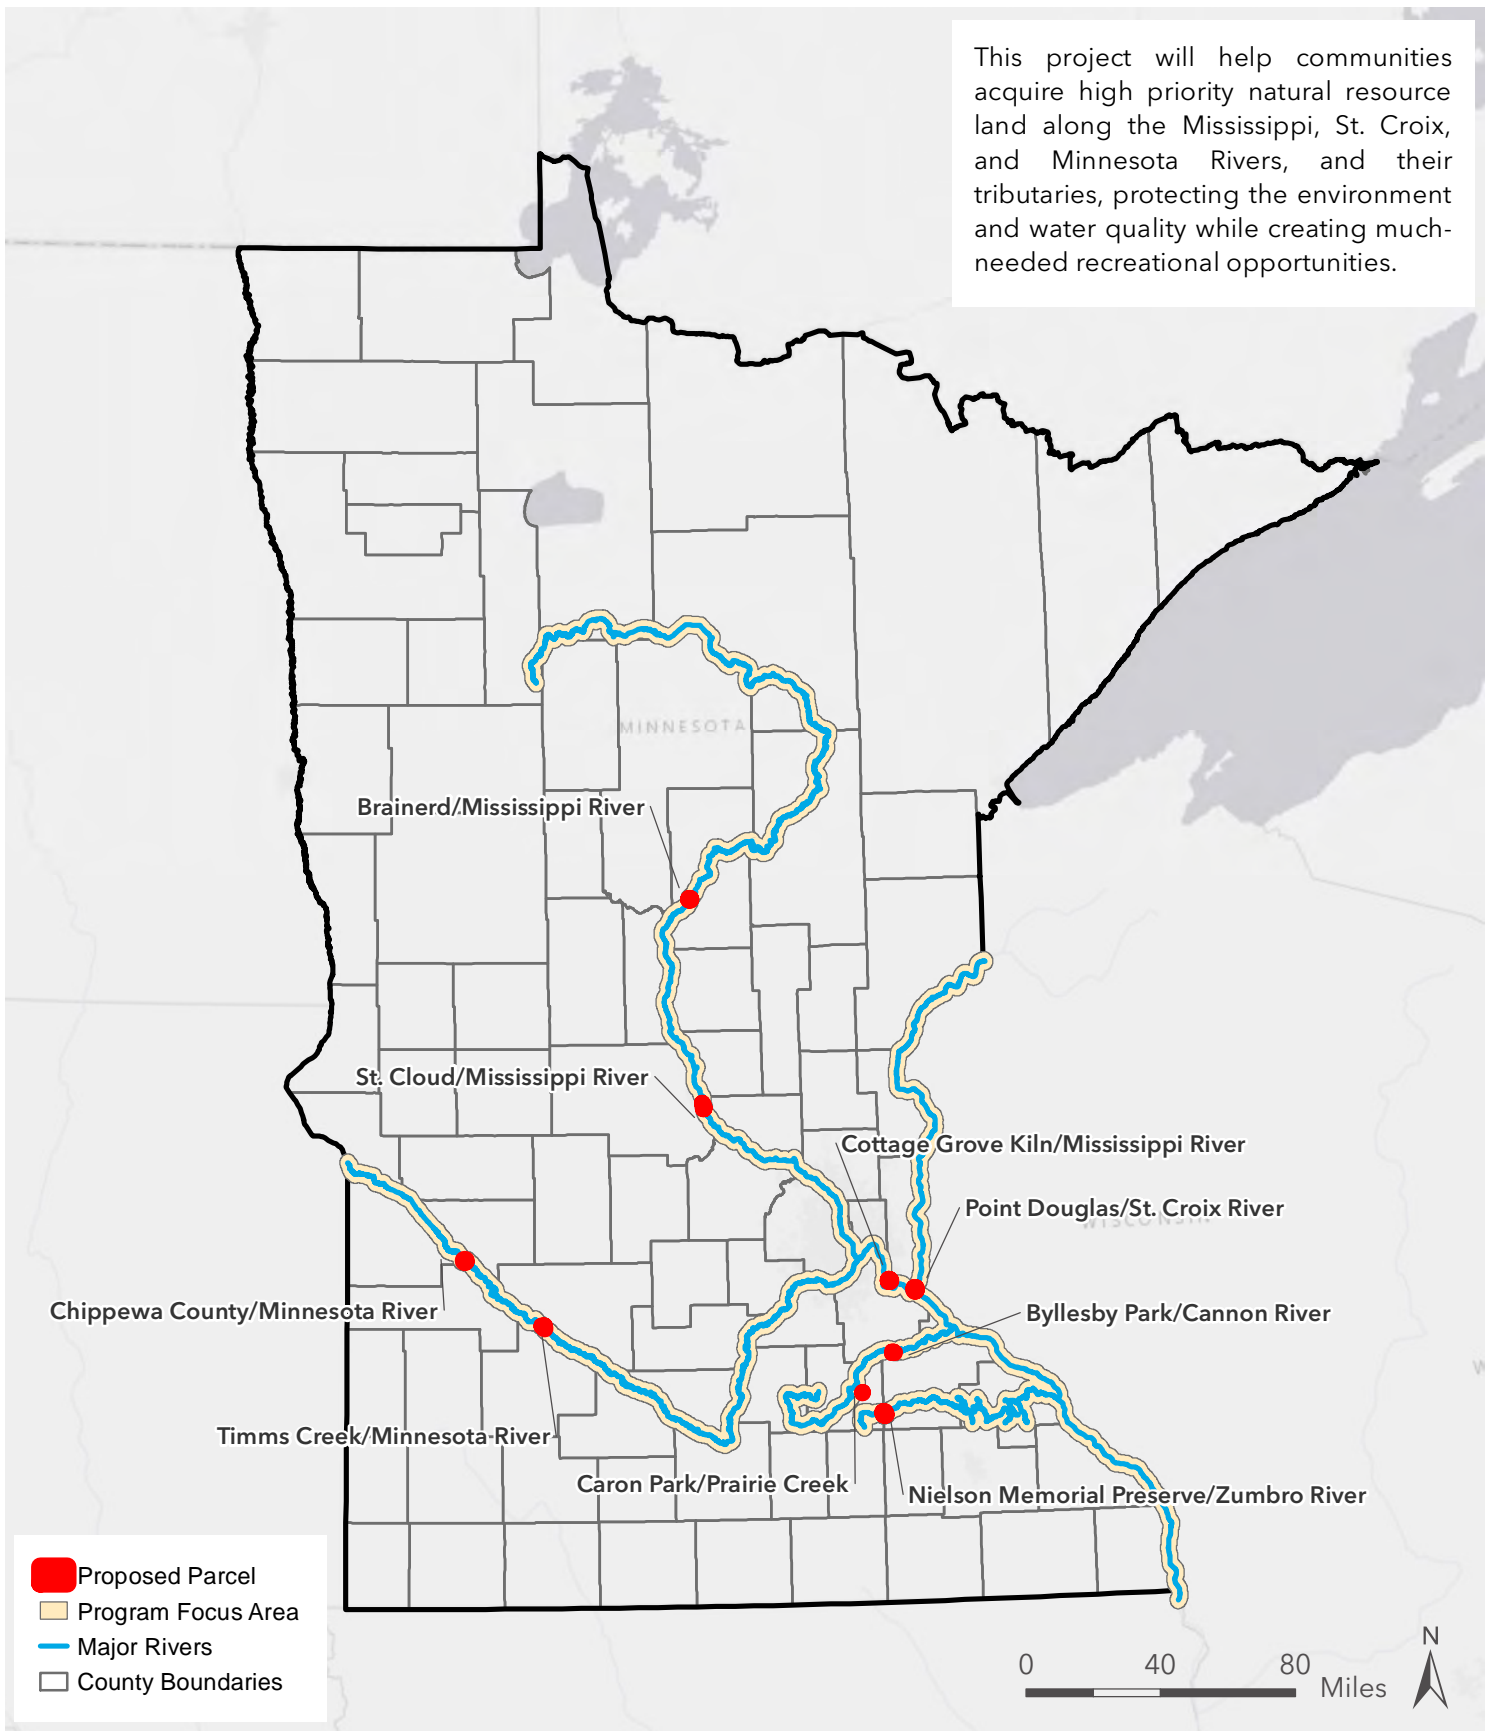 This project will help communities
acquire high priority natural resource
land along the Mississippi, St. Croix,
and Minnesota Rivers, and their
tributaries, protecting the environment
and water quality while creating much-
needed recreational opportunities.
MINNESOTA
Brainerd/Mississippi River
St. Cloud/Mississippi River
Cottage Grove Kiln/Mississippi River
Point Douglas/St. Croix River
WISCONSIN
Chippewa County/Minnesota River
Byllesby Park/Cannon River
Timms Creek/Minnesota River
Caron Park/Prairie Creek
Nielson Memorial Preserve/Zumbro River
Proposed Parcel
Program Focus Area
Major Rivers
County Boundaries
0 40 80
Miles
N